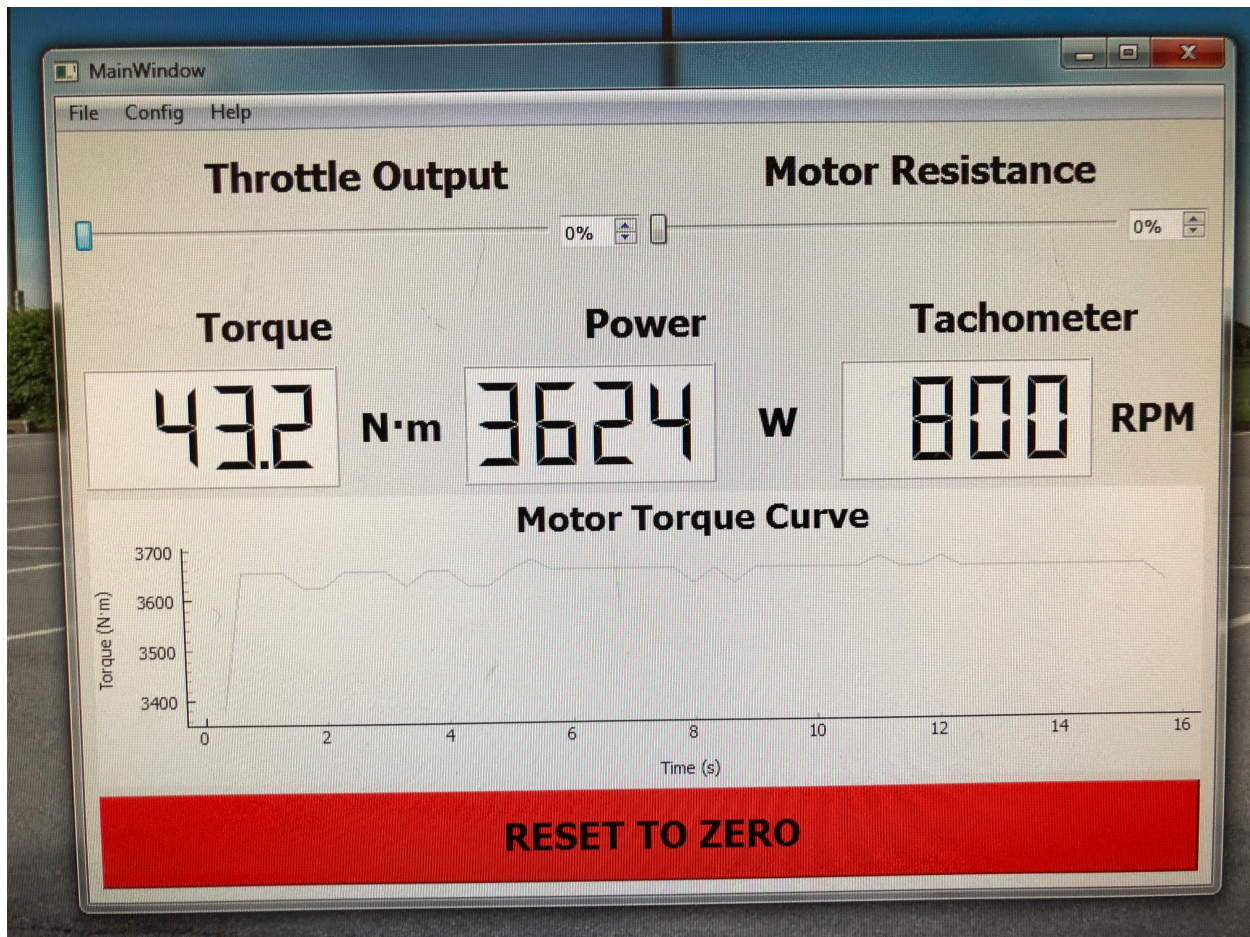 MainWindow
File Config Help
Throttle Output
Motor Resistance
0%
0%
Torque
Power
Tachometer
43.2 N·m
3624 W
800 RPM
Motor Torque Curve
Torque (N·m)
3700
3600
3500
3400
0 2 4 6 8 10 12 14 16
Time (s)
RESET TO ZERO